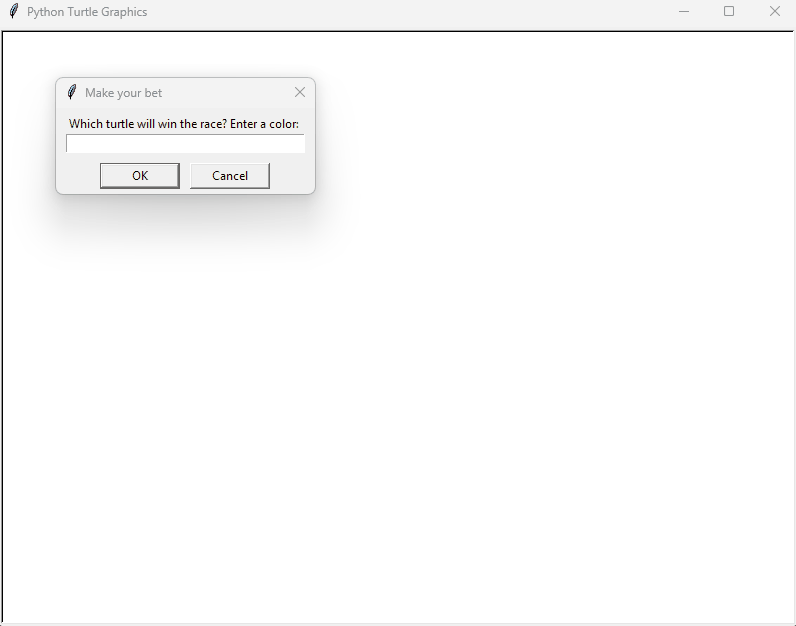 Python Turtle Graphics
Make your bet
Which turtle will win the race? Enter a color:
OK
Cancel